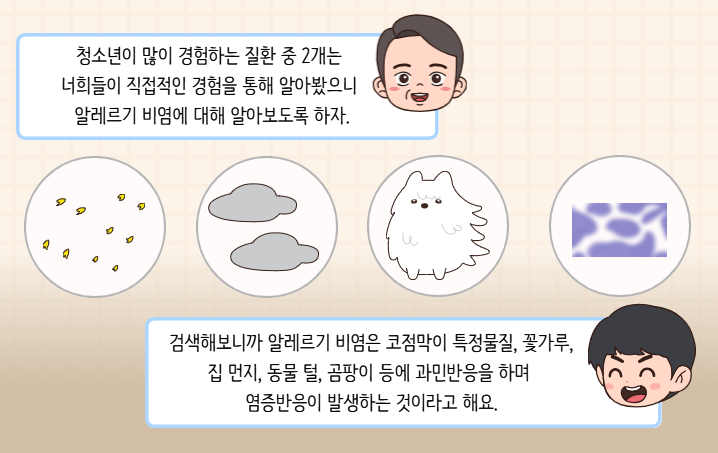 청소년이 많이 경험하는 질환 중 2개는
너희들이 직접적인 경험을 통해 알아봤으니
알레르기 비염에 대해 알아보도록 하자.
검색해보니까 알레르기 비염은 코점막이 특정물질, 꽃가루,
집 먼지, 동물 털, 곰팡이 등에 과민반응을 하며
염증반응이 발생하는 것이라고 해요.